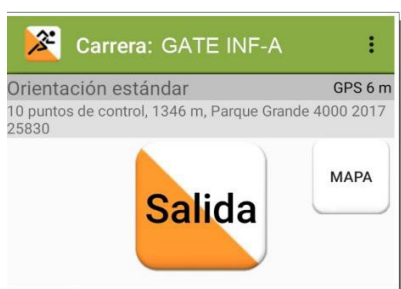 Carrera: GATE INF-A
Orientación estándar GPS 6 m
10 puntos de control, 1346 m, Parque Grande 4000 2017
25830
Salida
MAPA